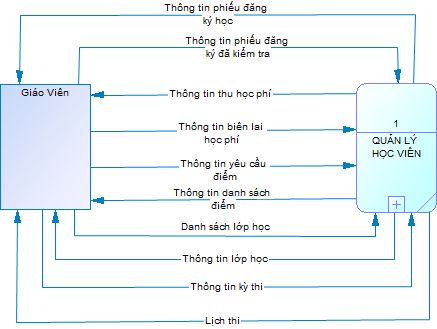 Thông tin phiếu đăng
ký học
Thông tin phiếu đăng
ký đã kiểm tra
Giáo Viên
Thông tin thu học phí
1
Thông tin biên lai
học phí
QUẢN LÝ
HỌC VIÊN
Thông tin yêu cầu
điểm
Thông tin danh sách
điểm
Danh sách lớp học
Thông tin lớp học
Thông tin kỳ thi
Lịch thi